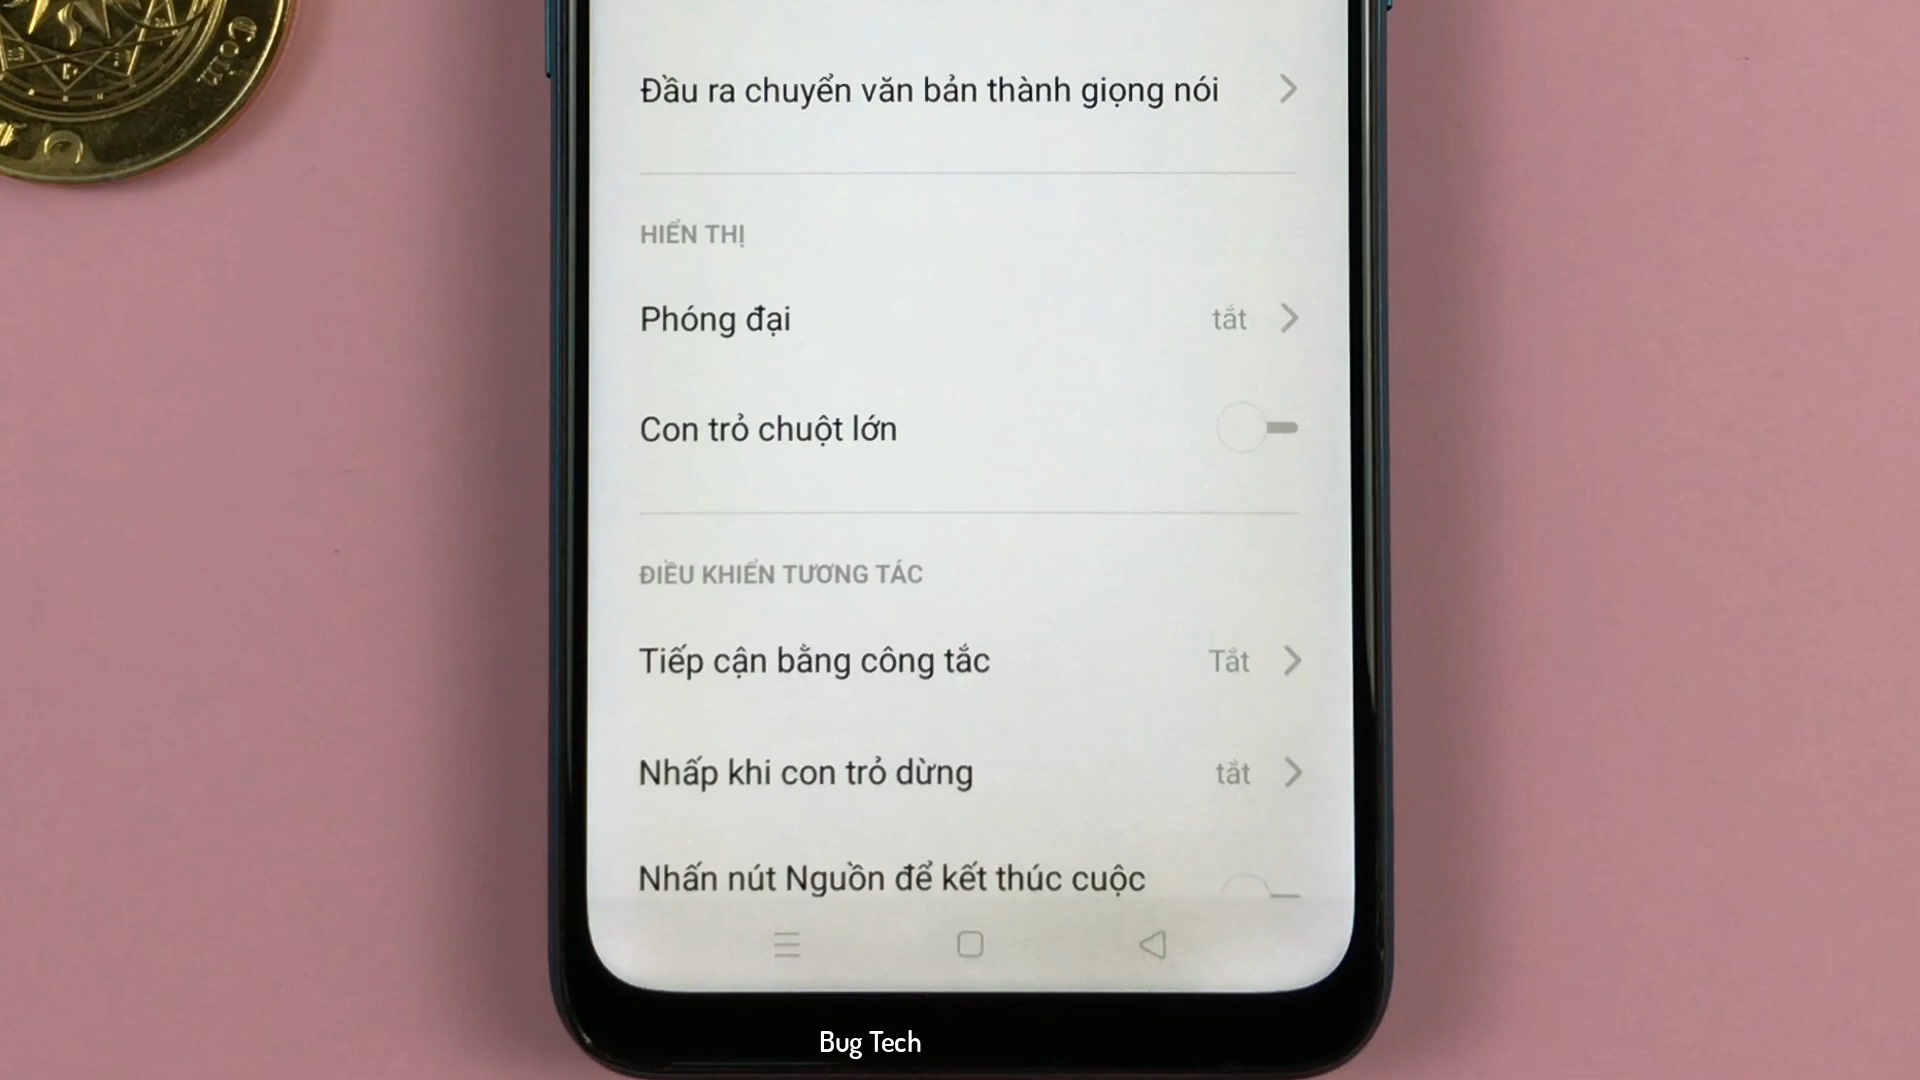 Coin
Đầu ra chuyển văn bản thành giọng nói
HIỂN THỊ
Phóng đại tắt
Con trỏ chuột lớn
ĐIỀU KHIỂN TƯƠNG TÁC
Tiếp cận bằng công tắc Tắt
Nhấp khi con trỏ dừng tắt
Nhấn nút Nguồn để kết thúc cuộc
Bug Tech